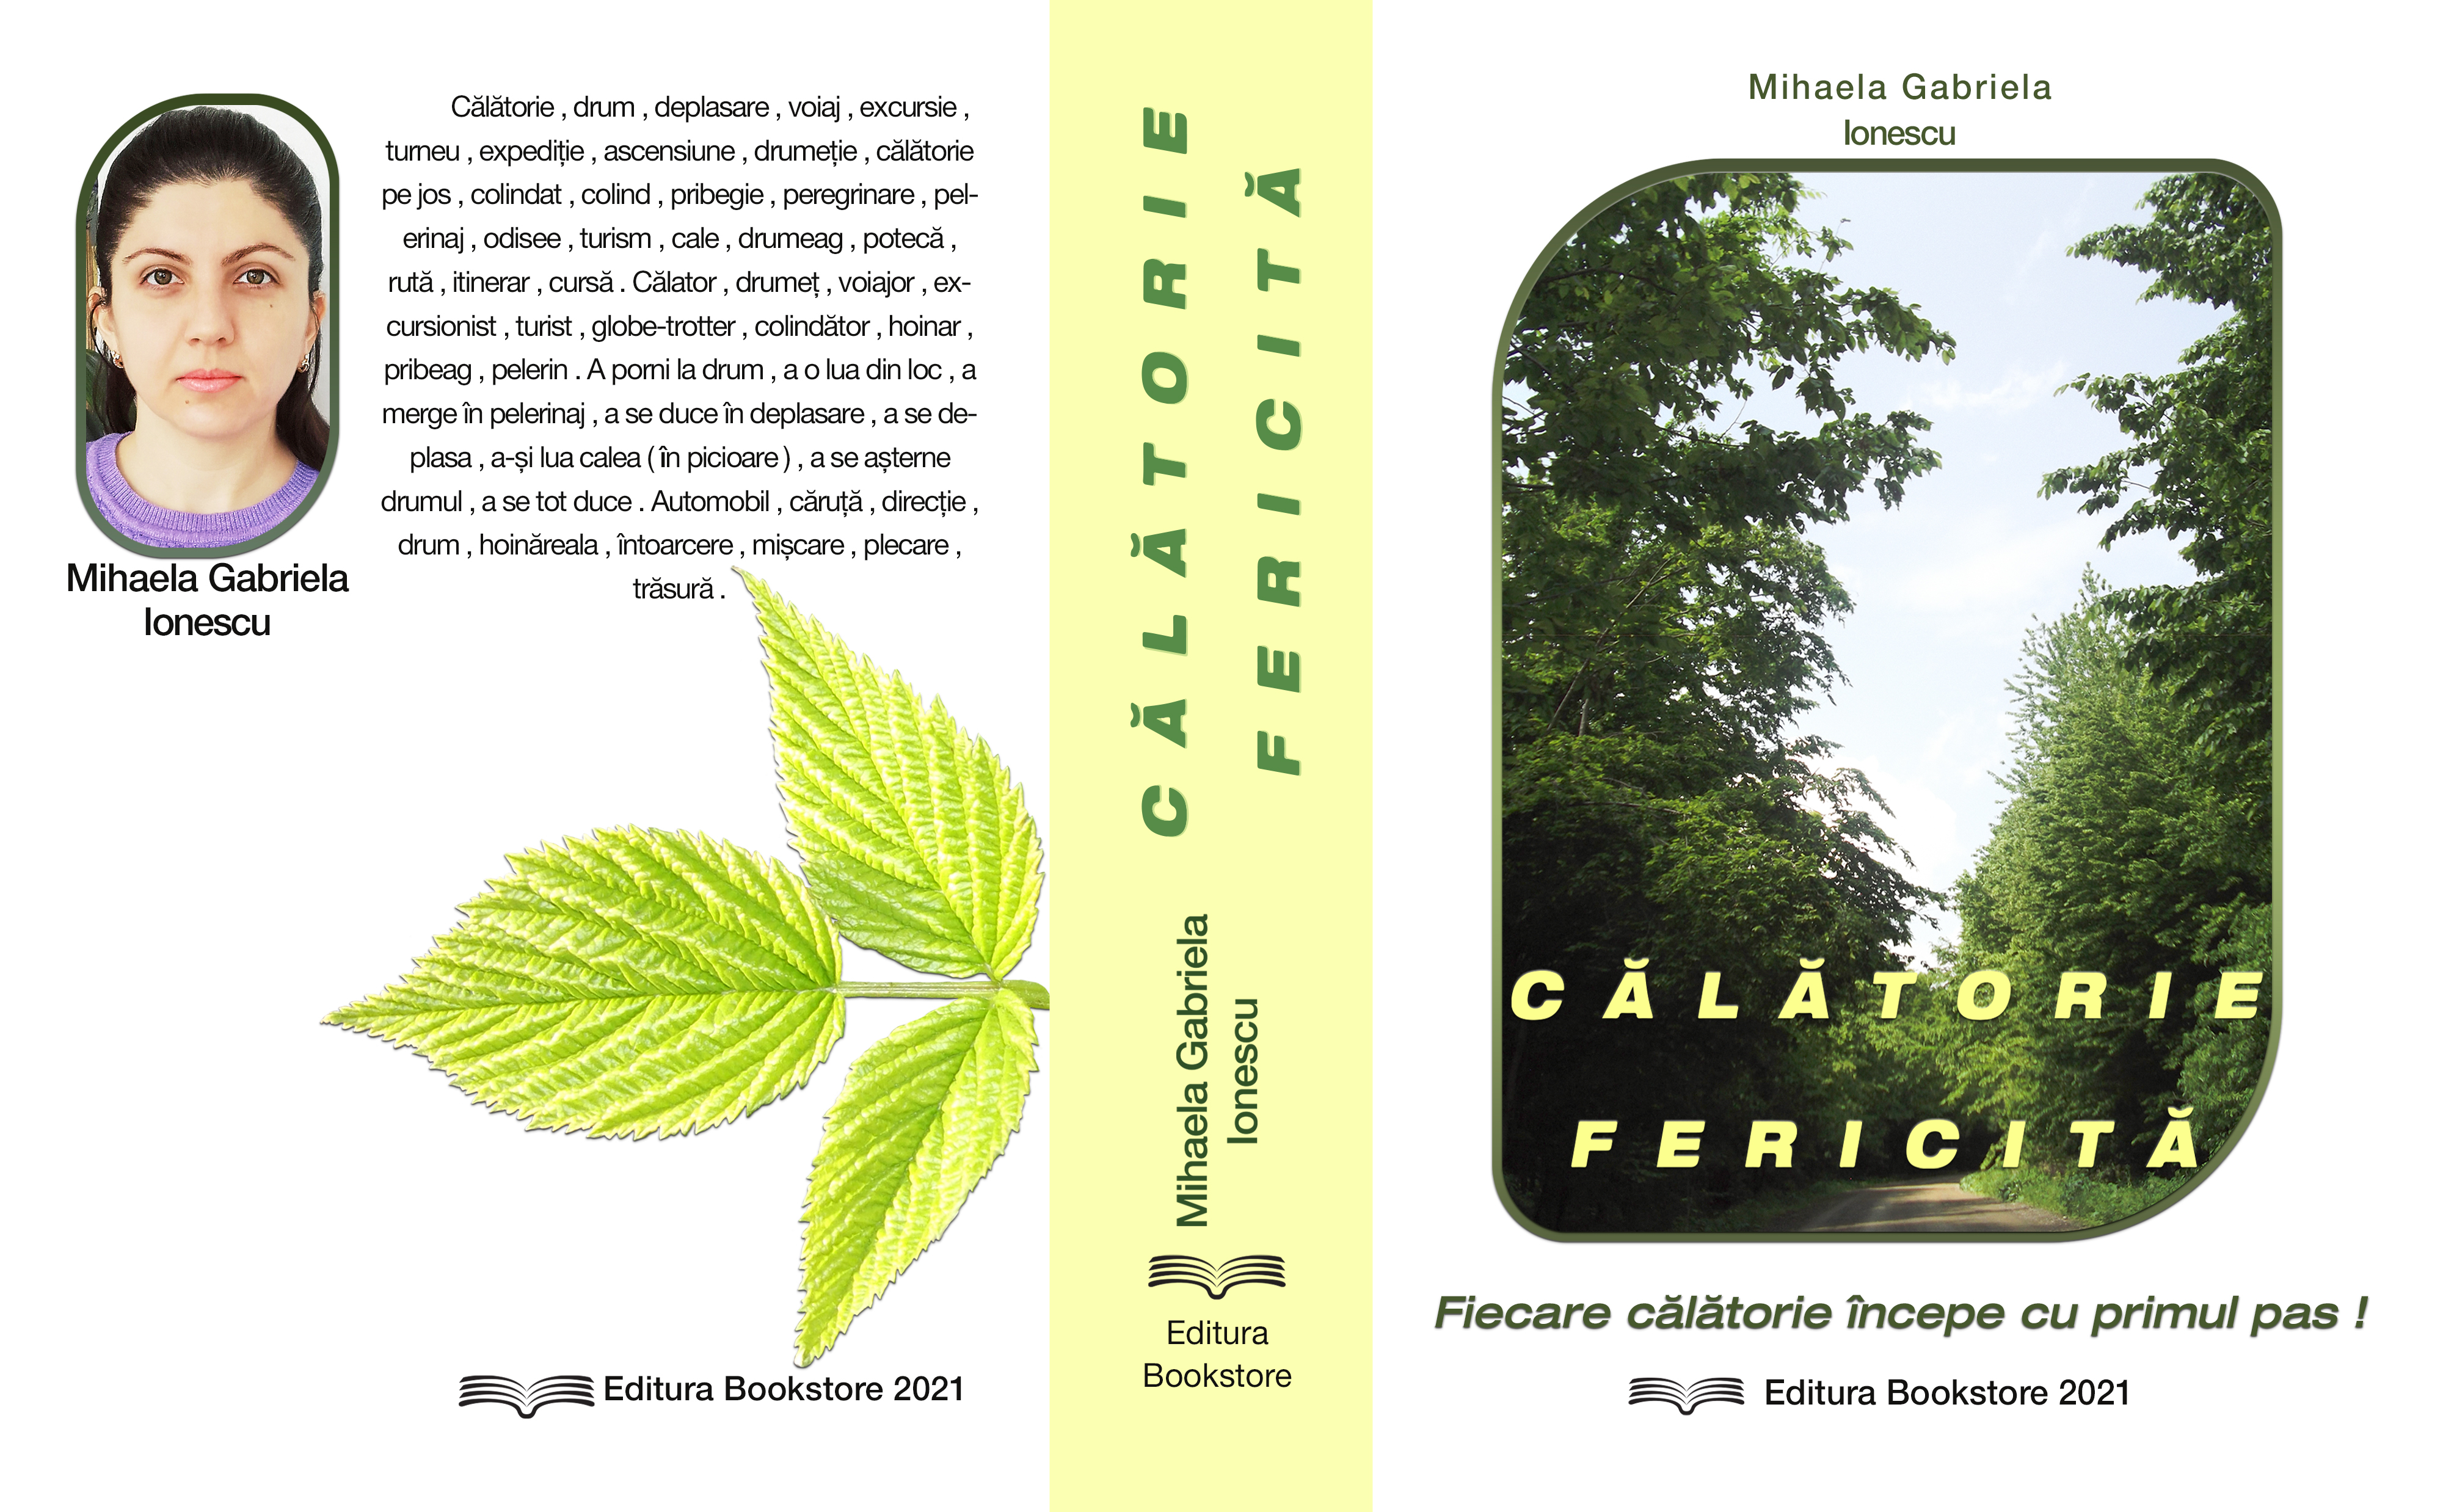 Mihaela Gabriela
Ionescu
Călătorie , drum , deplasare , voiaj , excursie ,
turneu , expediție , ascensiune , drumeție , călătorie
pe jos , colindat , colind , pribegie , peregrinare , pel-
erinaj , odisee , turism , cale , drumeag , potecă ,
rută , itinerar , cursă . Călator , drumeț , voiajor , ex-
cursionist , turist , globe-trotter , colindător , hoinar ,
pribeag , pelerin . A porni la drum , a o lua din loc , a
merge în pelerinaj , a se duce în deplasare , a se de-
plasa , a-și lua calea ( în picioare ) , a se așterne
drumul , a se tot duce . Automobil , căruță , direcție ,
drum , hoinăreala , întoarcere , mișcare , plecare ,
trăsură .
Editura Bookstore 2021
CĂLĂTORIE
FERICITĂ
Mihaela Gabriela
Ionescu
Editura
Bookstore
Mihaela Gabriela
Ionescu
CĂLĂTORIE
FERICITĂ
Fiecare călătorie începe cu primul pas !
Editura Bookstore 2021